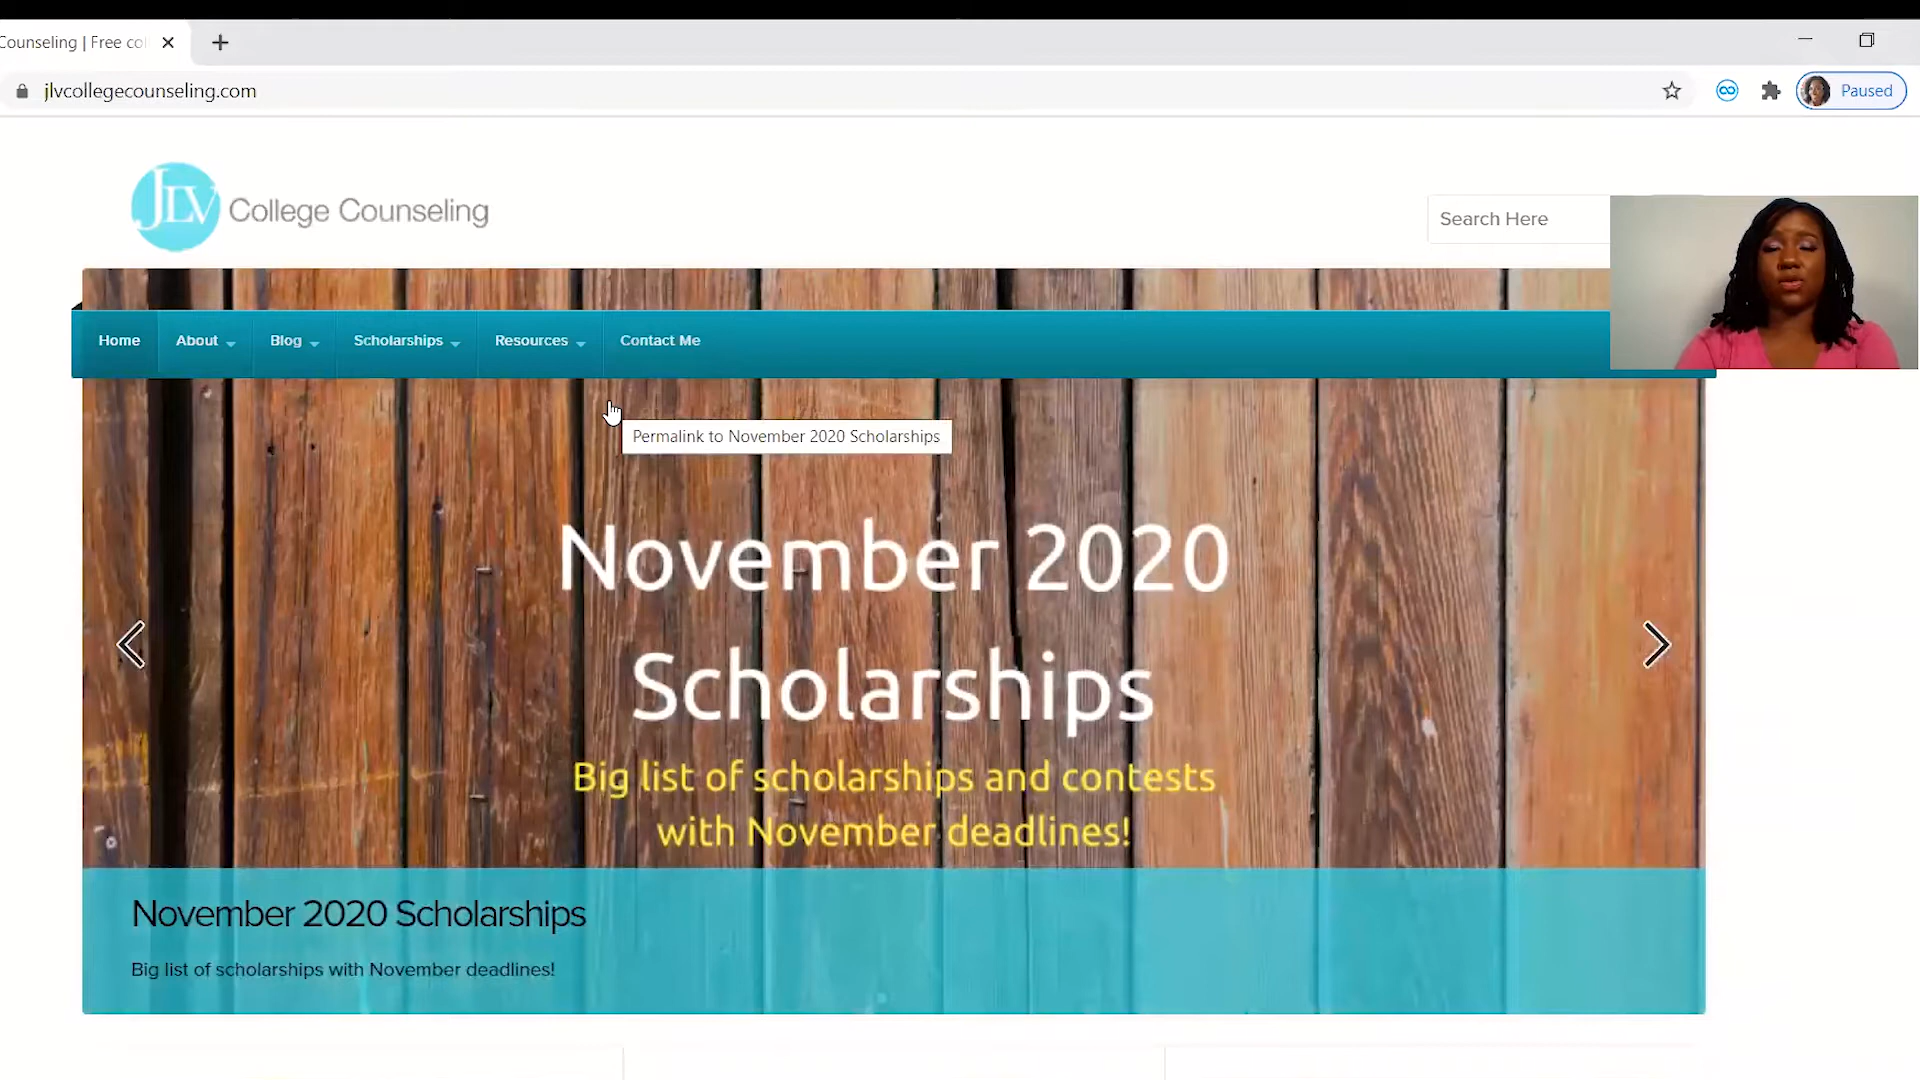 Counseling | Free co
jlvcollegecounseling.com
Paused
JLV College Counseling
Search Here
Home About Blog Scholarships Resources Contact Me
Permalink to November 2020 Scholarships
November 2020
Scholarships
Big list of scholarships and contests
with November deadlines!
November 2020 Scholarships
Big list of scholarships with November deadlines!